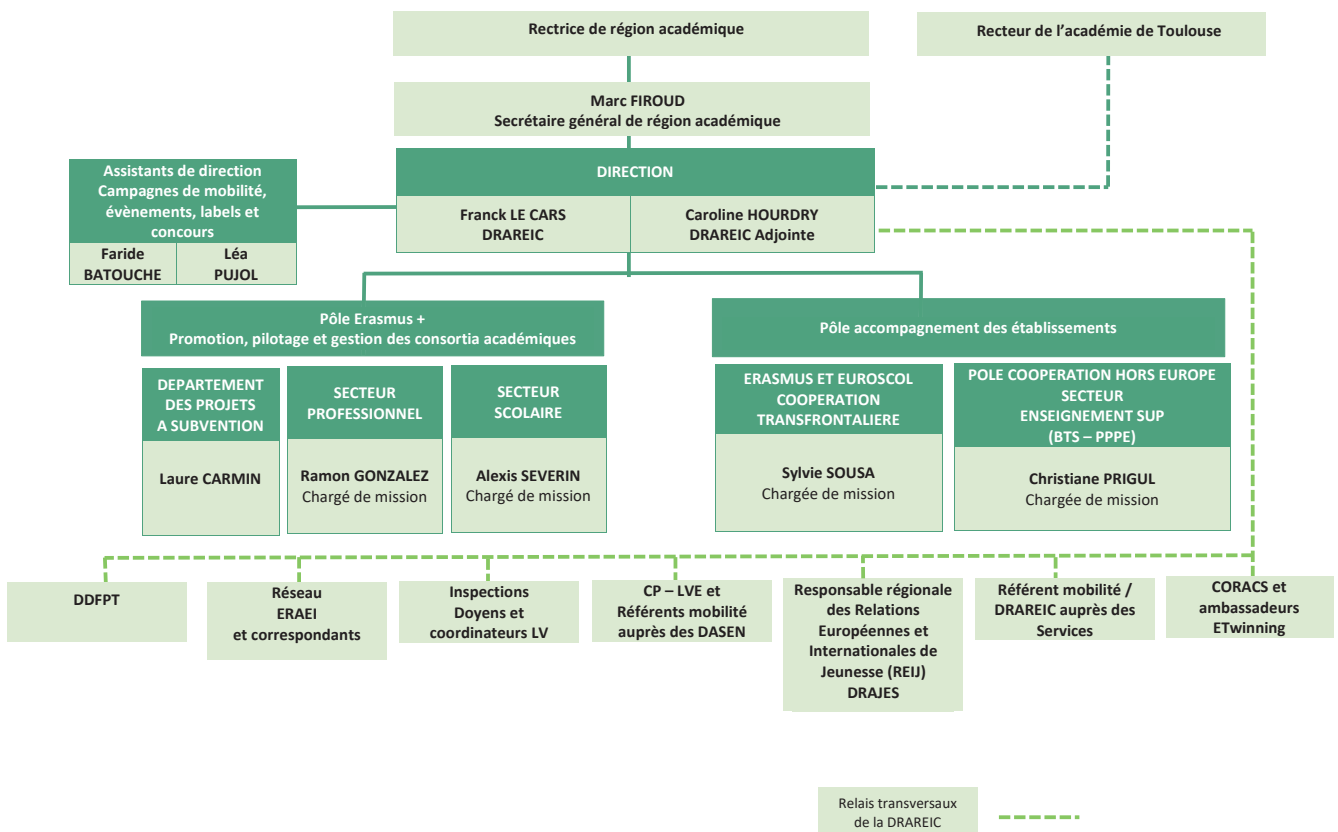 Rectrice de région académique
Recteur de l'académie de Toulouse
Marc FIROUD
Secrétaire général de région académique
Assistants de direction
Campagnes de mobilité,
évènements, labels et
concours
Faride
BATOUCHE
Léa
PUJOL
DIRECTION
Franck LE CARS
DRAREIC
Caroline HOURDRY
DRAREIC Adjointe
Pôle Erasmus +
Promotion, pilotage et gestion des consortia académiques
Pôle accompagnement des établissements
DEPARTEMENT
DES PROJETS
A SUBVENTION
Laure CARMIN
SECTEUR
PROFESSIONNEL
Ramon GONZALEZ
Chargé de mission
SECTEUR
SCOLAIRE
Alexis SEVERIN
Chargé de mission
ERASMUS ET EUROSCOL
COOPERATION
TRANSFRONTALIERE
Sylvie SOUSA
Chargée de mission
POLE COOPERATION HORS EUROPE
SECTEUR
ENSEIGNEMENT SUP
(BTS – PPPE)
Christiane PRIGUL
Chargée de mission
DDFPT
Réseau
ERAEI
et correspondants
Inspections
Doyens et
coordinateurs LV
CP – LVE et
Référents mobilité
auprès des DASEN
Responsable régionale
des Relations
Européennes et
Internationales de
Jeunesse (REIJ)
DRAJES
Référent mobilité /
DRAREIC auprès des
Services
CORACS et
ambassadeurs
ETwinning
Relais transversaux
de la DRAREIC